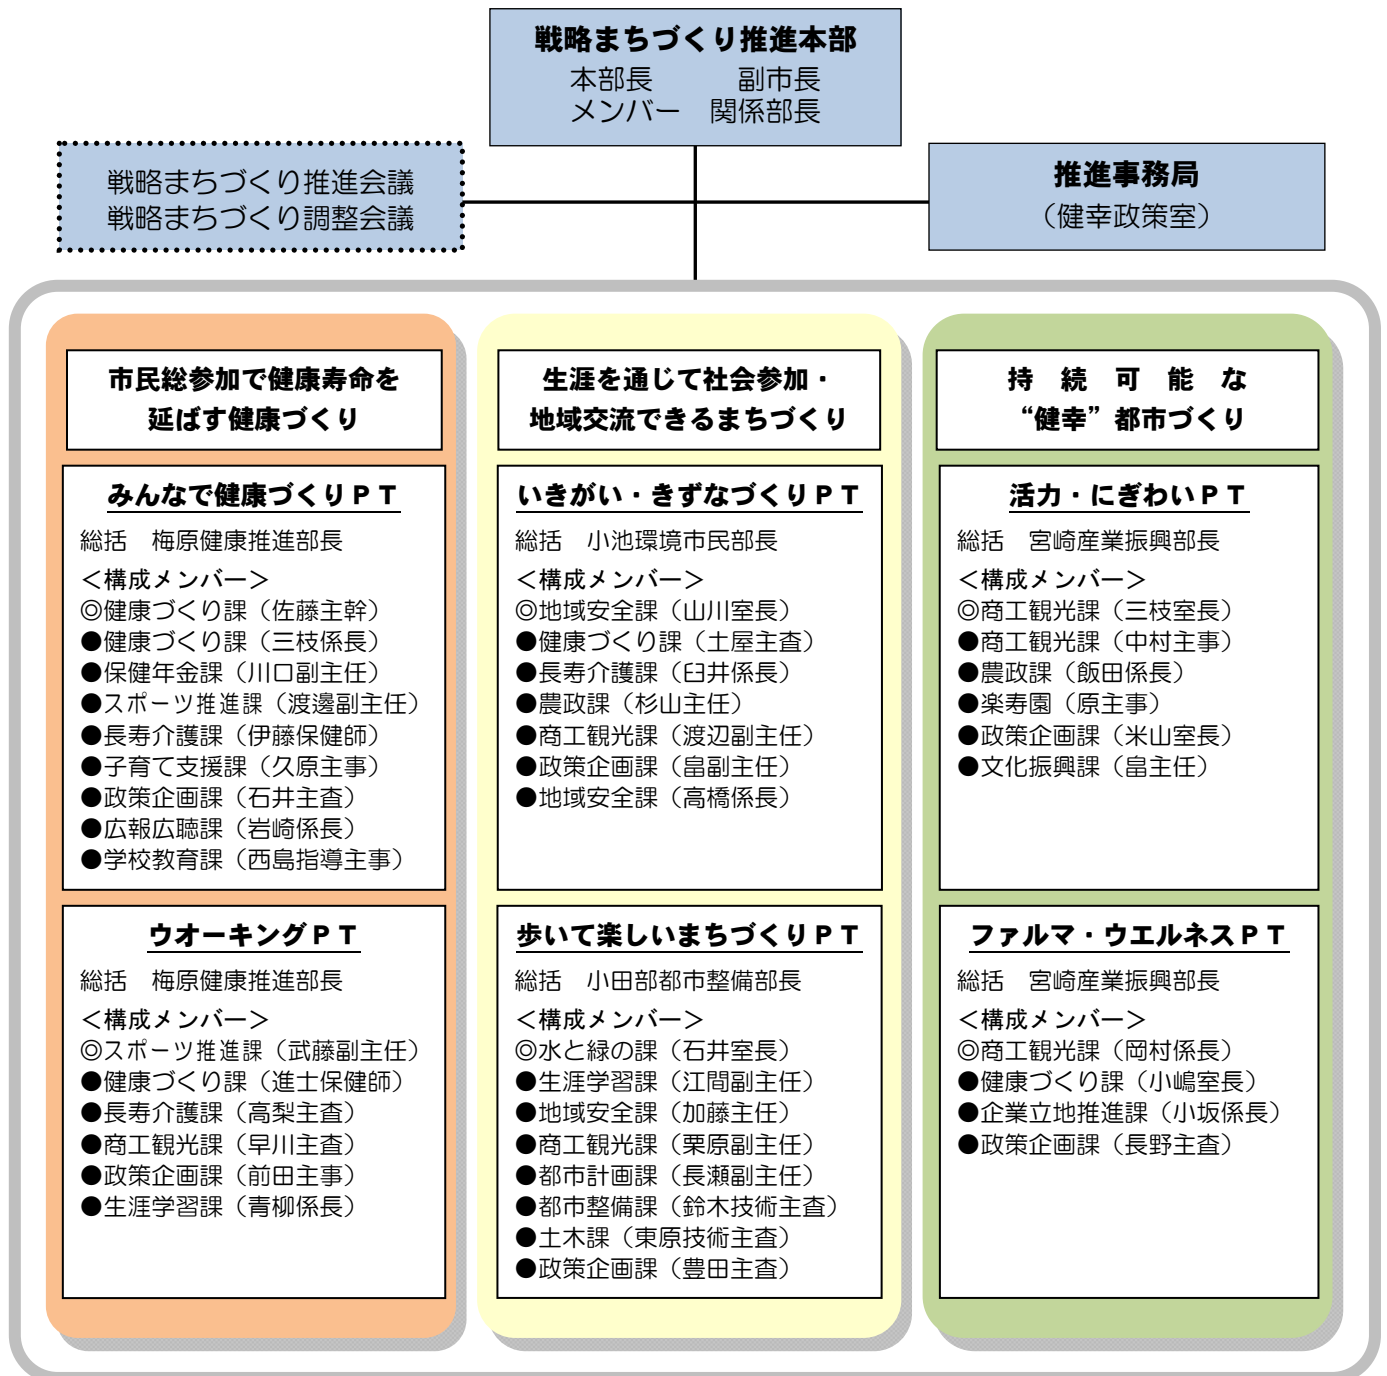 戦略まちづくり推進本部
本部長　　　副市長
メンバー　関係部長
戦略まちづくり推進会議
戦略まちづくり調整会議
推進事務局
（健幸政策室）
市民総参加で健康寿命を
延ばす健康づくり
みんなで健康づくりＰＴ
総括　梅原健康推進部長
＜構成メンバー＞
◎健康づくり課（佐藤主幹）
●健康づくり課（三枝係長）
●保健年金課（川口副主任）
●スポーツ推進課（渡邊副主任）
●長寿介護課（伊藤保健師）
●子育て支援課（久原主事）
●政策企画課（石井主査）
●広報広聴課（岩崎係長）
●学校教育課（西島指導主事）
ウオーキングＰＴ
総括　梅原健康推進部長
＜構成メンバー＞
◎スポーツ推進課（武藤副主任）
●健康づくり課（進士保健師）
●長寿介護課（高梨主査）
●商工観光課（早川主査）
●政策企画課（前田主事）
●生涯学習課（青柳係長）
生涯を通じて社会参加・
地域交流できるまちづくり
いきがい・きずなづくりＰＴ
総括　小池環境市民部長
＜構成メンバー＞
◎地域安全課（山川室長）
●健康づくり課（土屋主査）
●長寿介護課（臼井係長）
●農政課（杉山主任）
●商工観光課（渡辺副主任）
●政策企画課（畠副主任）
●地域安全課（高橋係長）
歩いて楽しいまちづくりＰＴ
総括　小田部都市整備部長
＜構成メンバー＞
◎水と緑の課（石井室長）
●生涯学習課（江間副主任）
●地域安全課（加藤主任）
●商工観光課（栗原副主任）
●都市計画課（長瀬副主任）
●都市整備課（鈴木技術主査）
●土木課（東原技術主査）
●政策企画課（豊田主査）
持　続　可　能　な
“健幸”都市づくり
活力・にぎわいＰＴ
総括　宮崎産業振興部長
＜構成メンバー＞
◎商工観光課（三枝室長）
●商工観光課（中村主事）
●農政課（飯田係長）
●楽寿園（原主事）
●政策企画課（米山室長）
●文化振興課（畠主任）
ファルマ・ウエルネスＰＴ
総括　宮崎産業振興部長
＜構成メンバー＞
◎商工観光課（岡村係長）
●健康づくり課（小嶋室長）
●企業立地推進課（小坂係長）
●政策企画課（長野主査）